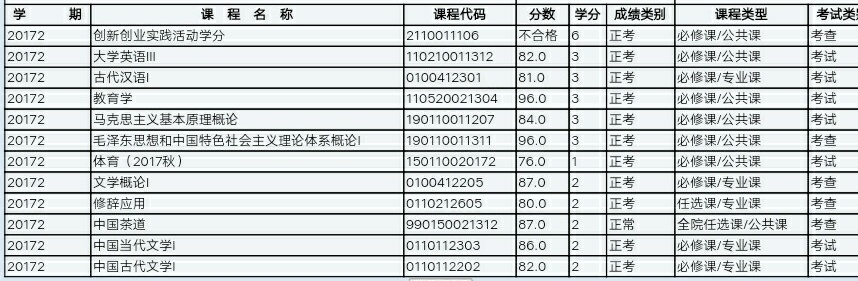 学 期 课 程 名 称 课程代码 分数 学分 成绩类别 课程类型 考试类
20172 创新创业实践活动学分 2110011106 不合格 6 正考 必修课/公共课 考查
20172 大学英语III 110210011312 82.0 3 正考 必修课/公共课 考试
20172 古代汉语I 0100412301 81.0 3 正考 必修课/专业课 考试
20172 教育学 110520021304 96.0 3 正考 必修课/公共课 考试
20172 马克思主义基本原理概论 190110011207 84.0 3 正考 必修课/公共课 考试
20172 毛泽东思想和中国特色社会主义理论体系概论I 190110011311 96.0 3 正考 必修课/公共课 考查
20172 体育（2017秋） 150110020172 76.0 1 正考 必修课/公共课 考试
20172 文学概论I 0100412205 87.0 2 正考 必修课/专业课 考查
20172 修辞应用 0110212605 80.0 2 正考 任选课/专业课 考查
20172 中国茶道 990150021312 87.0 2 正常 全院任选课/公共课 考查
20172 中国当代文学I 0110112303 86.0 2 正考 必修课/专业课 考试
20172 中国古代文学I 0110112202 82.0 2 正考 必修课/专业课 考试